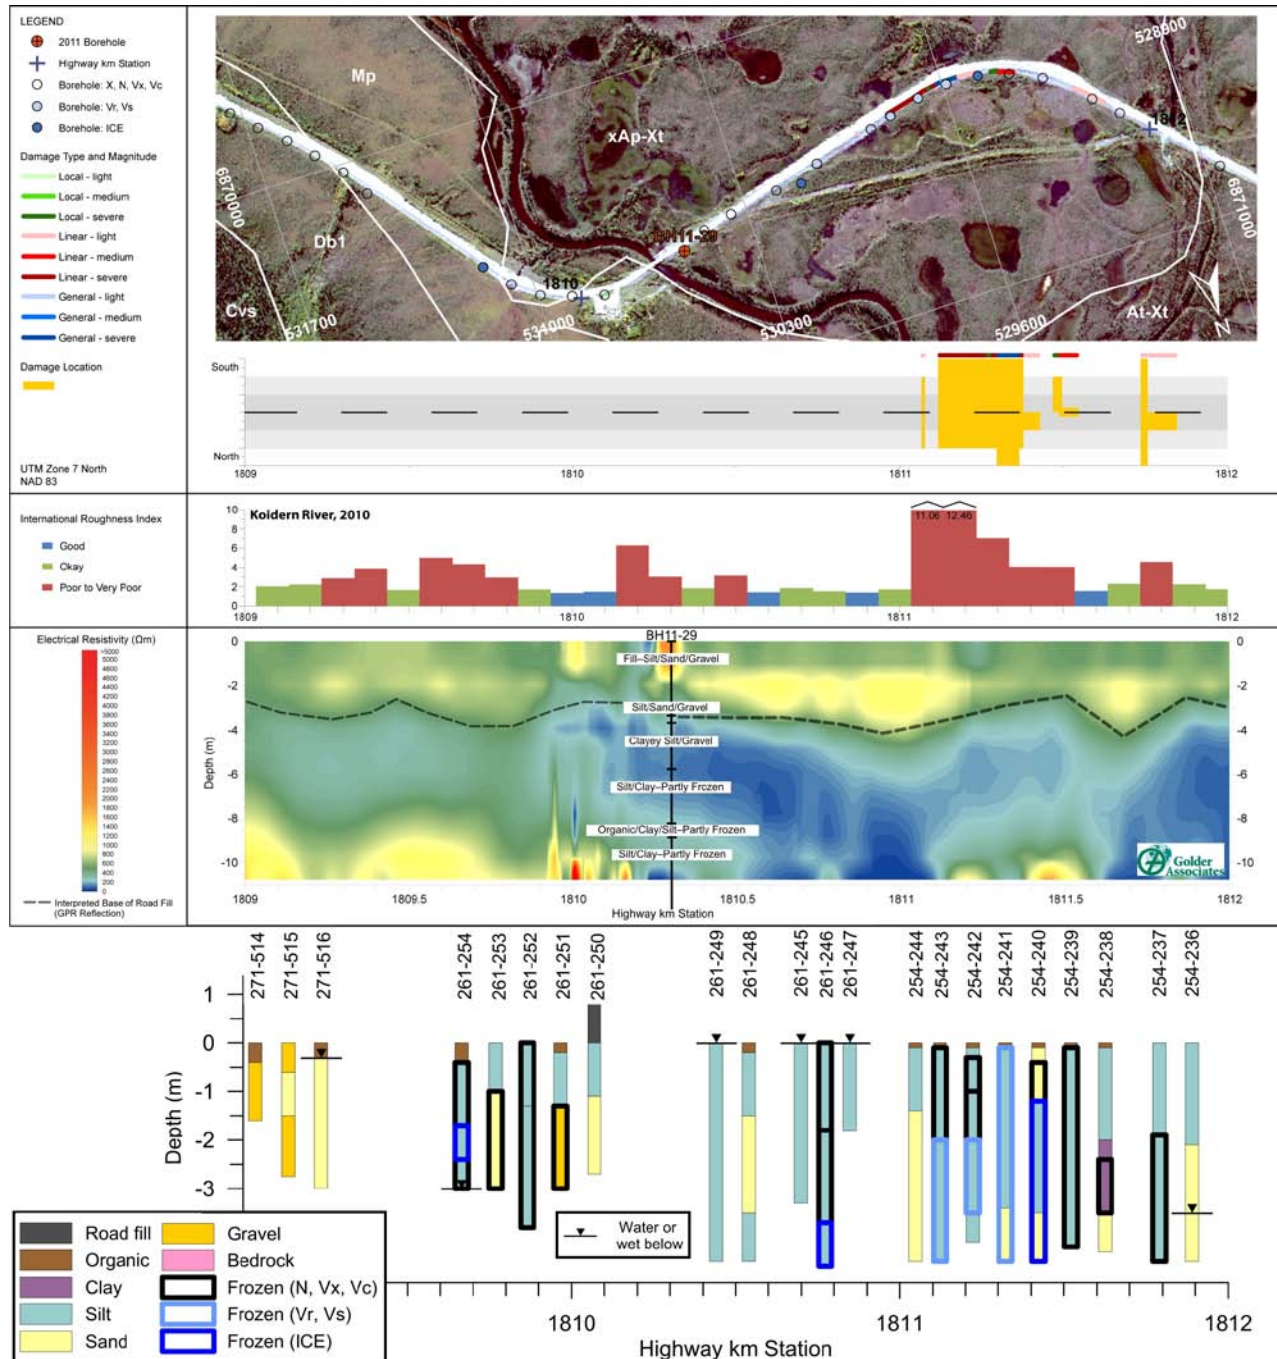 LEGEND
2011 Borehole
Highway km Station
Borehole: X, N, Vx, Vc
Borehole: Vr, Vs
Borehole: ICE
Damage Type and Magnitude
Local - light
Local - medium
Local - severe
Linear - light
Linear - medium
Linear - severe
General - light
General - medium
General - severe
Damage Location
UTM Zone 7 North
NAD 83
Mp
xAp-Xt
Db1
Cvs
At-Xt
6870000
531700
531000
530300
529600
528900
6871000
1810
1812
BH11-29
N
South
North
1809
1810
1811
1812
International Roughness Index
Good
Okay
Poor to Very Poor
Koidern River, 2010
11.06
12.46
10
8
6
4
2
0
1809
1810
1811
1812
Electrical Resistivity (Ωm)
>5000
5000
4000
3000
2000
1800
1600
1400
1200
1000
800
600
400
200
0
Interpreted Base of Road Fill
(GPR Reflection)
BH11-29
Fill–Silt/Sand/Gravel
Silt/Sand/Gravel
Clayey Silt/Gravel
Silt/Clay–Partly Frozen
Organic/Clay/Silt–Partly Frozen
Silt/Clay–Partly Frozen
Depth (m)
0
-2
-4
-6
-8
-10
0
-2
-4
-6
-8
-10
Golder
Associates
1809
1809.5
1810
1810.5
1811
1811.5
1812
Highway km Station
271-514
271-515
271-516
261-254
261-253
261-252
261-251
261-250
261-249
261-248
261-245
261-246
261-247
254-244
254-243
254-242
254-241
254-240
254-239
254-238
254-237
254-236
Depth (m)
1
0
-1
-2
-3
Road fill
Organic
Clay
Silt
Sand
Gravel
Bedrock
Frozen (N, Vx, Vc)
Frozen (Vr, Vs)
Frozen (ICE)
Water or
wet below
1810
1811
1812
Highway km Station